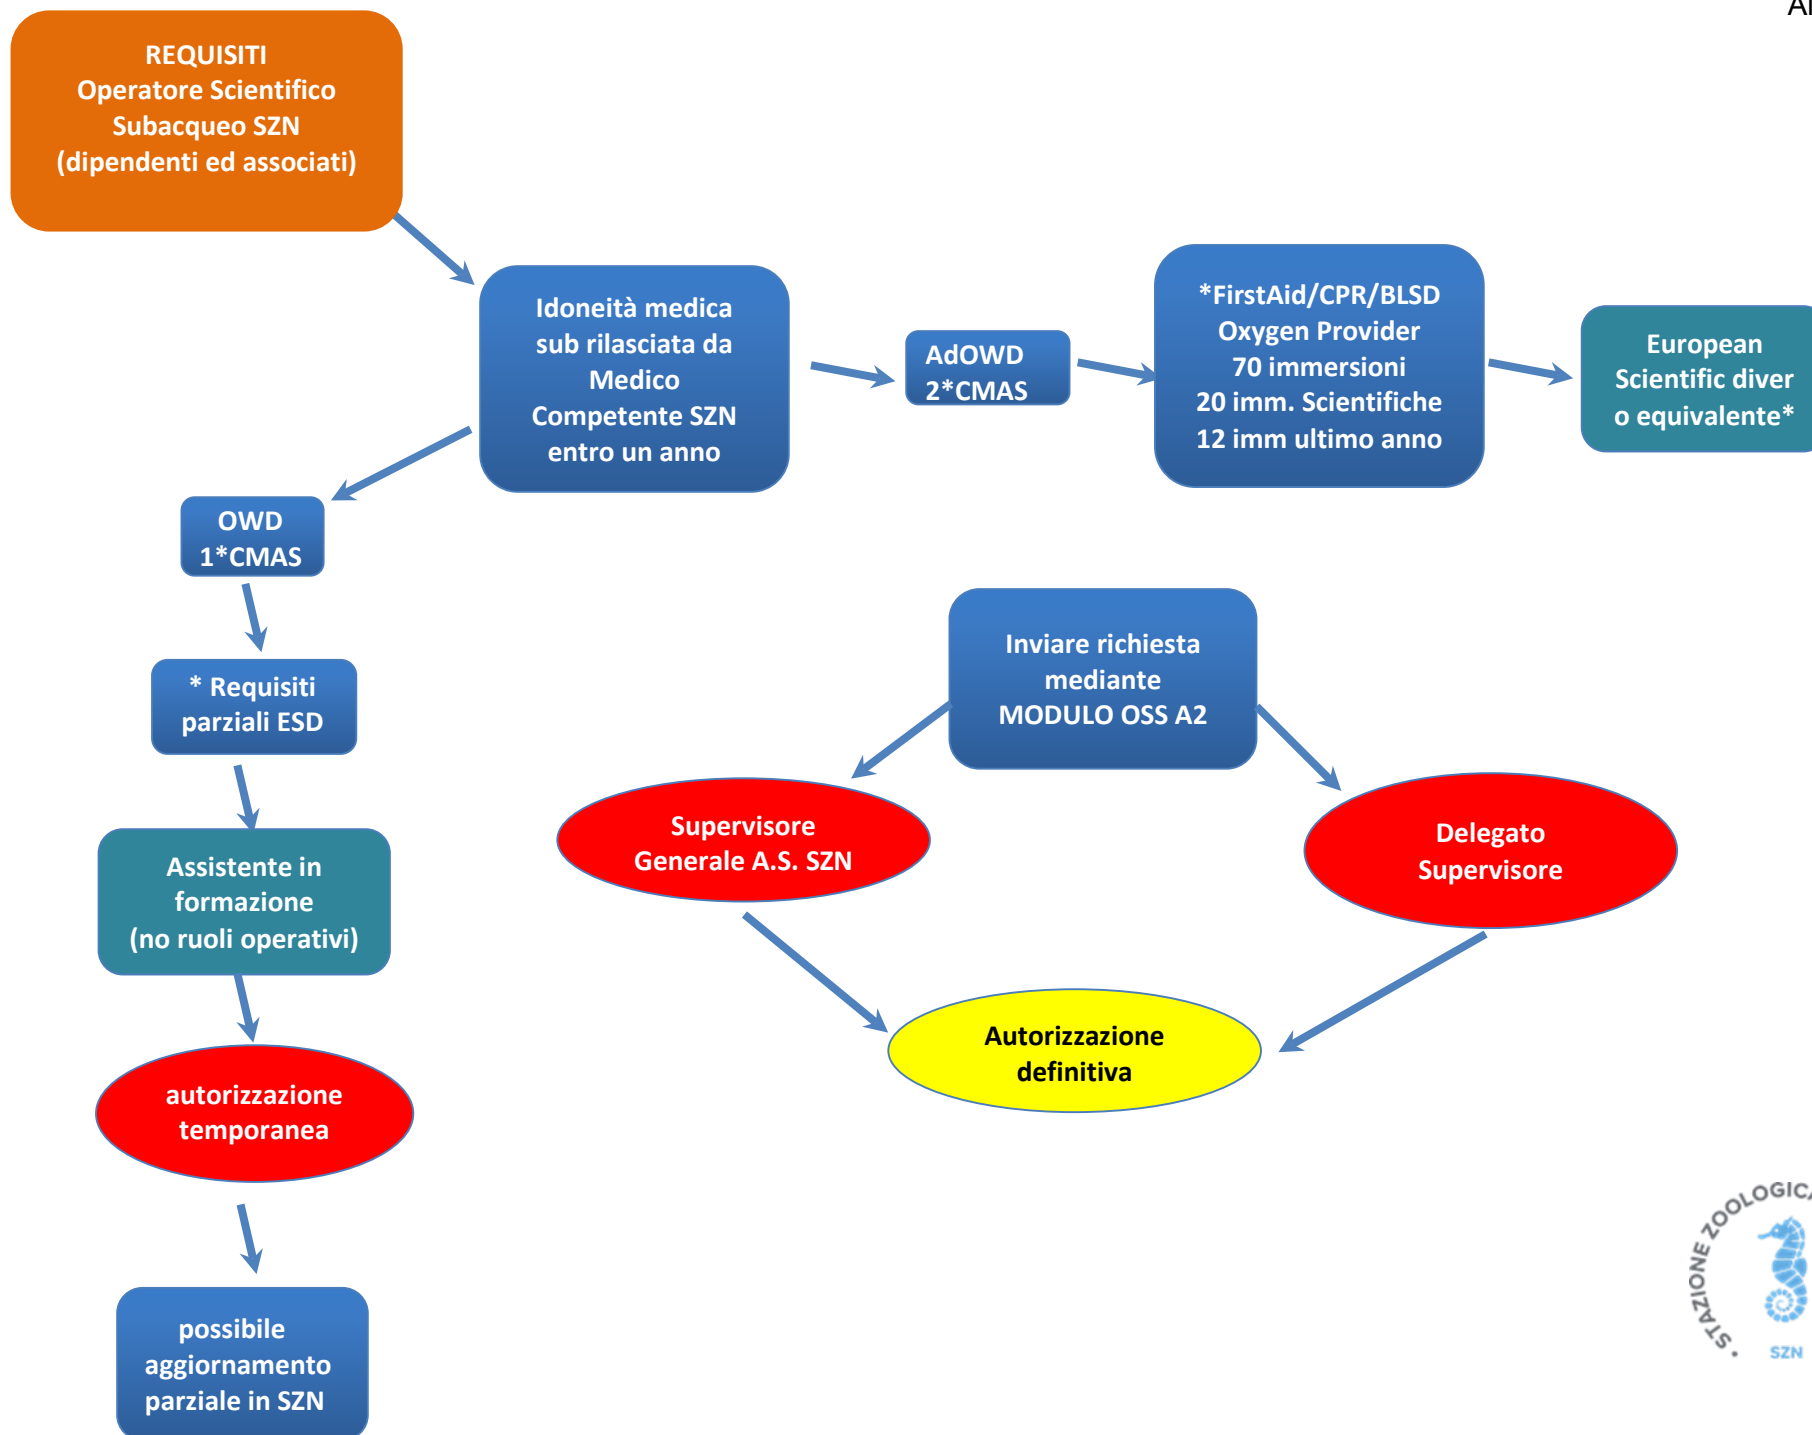 Al
REQUISITI
Operatore Scientifico
Subacqueo SZN
(dipendenti ed associati)
Idoneità medica
sub rilasciata da
Medico
Competente SZN
entro un anno
AdOWD
2*CMAS
*FirstAid/CPR/BLSD
Oxygen Provider
70 immersioni
20 imm. Scientifiche
12 imm ultimo anno
European
Scientific diver
o equivalente*
OWD
1*CMAS
* Requisiti
parziali ESD
Assistente in
formazione
(no ruoli operativi)
autorizzazione
temporanea
possibile
aggiornamento
parziale in SZN
Inviare richiesta
mediante
MODULO OSS A2
Supervisore
Generale A.S. SZN
Delegato
Supervisore
Autorizzazione
definitiva
• STAZIONE ZOOLOGICA
SZN